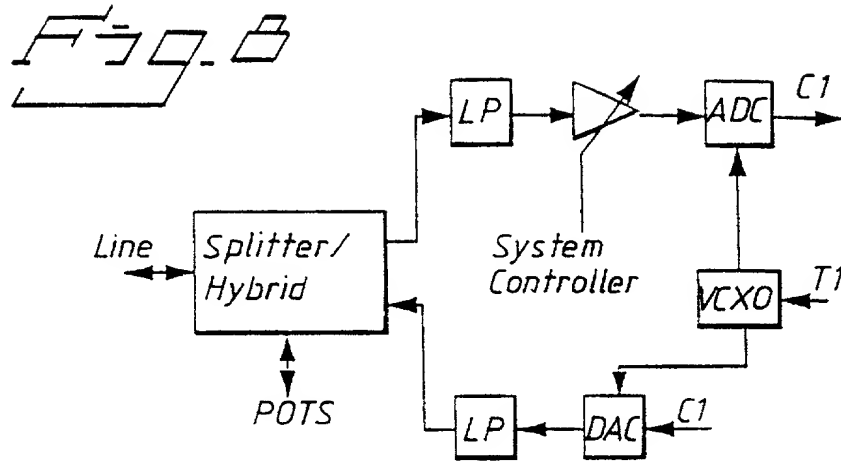 Fig. 8
LP
ADC
C1
Line
Splitter/
Hybrid
System
Controller
VCXO
T1
POTS
LP
DAC
C1